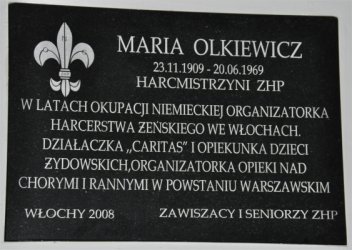 MARIA OLKIEWICZ
23.11.1909 - 20.06.1969
HARCMISTRZYNI ZHP
W LATACH OKUPACJI NIEMIECKIEJ ORGANIZATORKA
HARCERSTWA ŻEŃSKIEGO WE WŁOCHACH.
DZIAŁACZKA ,,CARITAS" I OPIEKUNKA DZIECI
ŻYDOWSKICH,ORGANIZATORKA OPIEKI NAD
CHORYMI I RANNYMI W POWSTANIU WARSZAWSKIM
WŁOCHY 2008 ZAWISZACY I SENIORZY ZHP